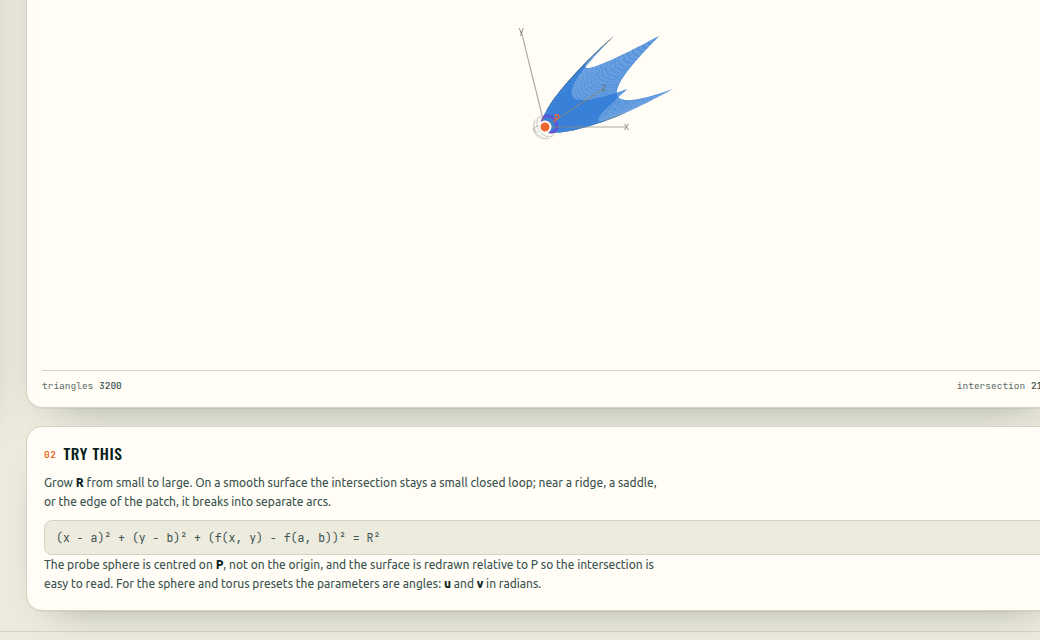 y
z
P
x
triangles 3200
intersection 21
02 TRY THIS
Grow R from small to large. On a smooth surface the intersection stays a small closed loop; near a ridge, a saddle,
or the edge of the patch, it breaks into separate arcs.
(x - a)² + (y - b)² + (f(x, y) - f(a, b))² = R²
The probe sphere is centred on P, not on the origin, and the surface is redrawn relative to P so the intersection is
easy to read. For the sphere and torus presets the parameters are angles: u and v in radians.